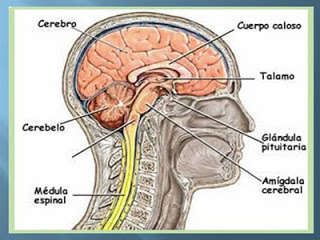 Cerebro
Cuerpo caloso
Talamo
Cerebelo
Glándula
pituitaria
Amígdala
cerebral
Médula
espinal